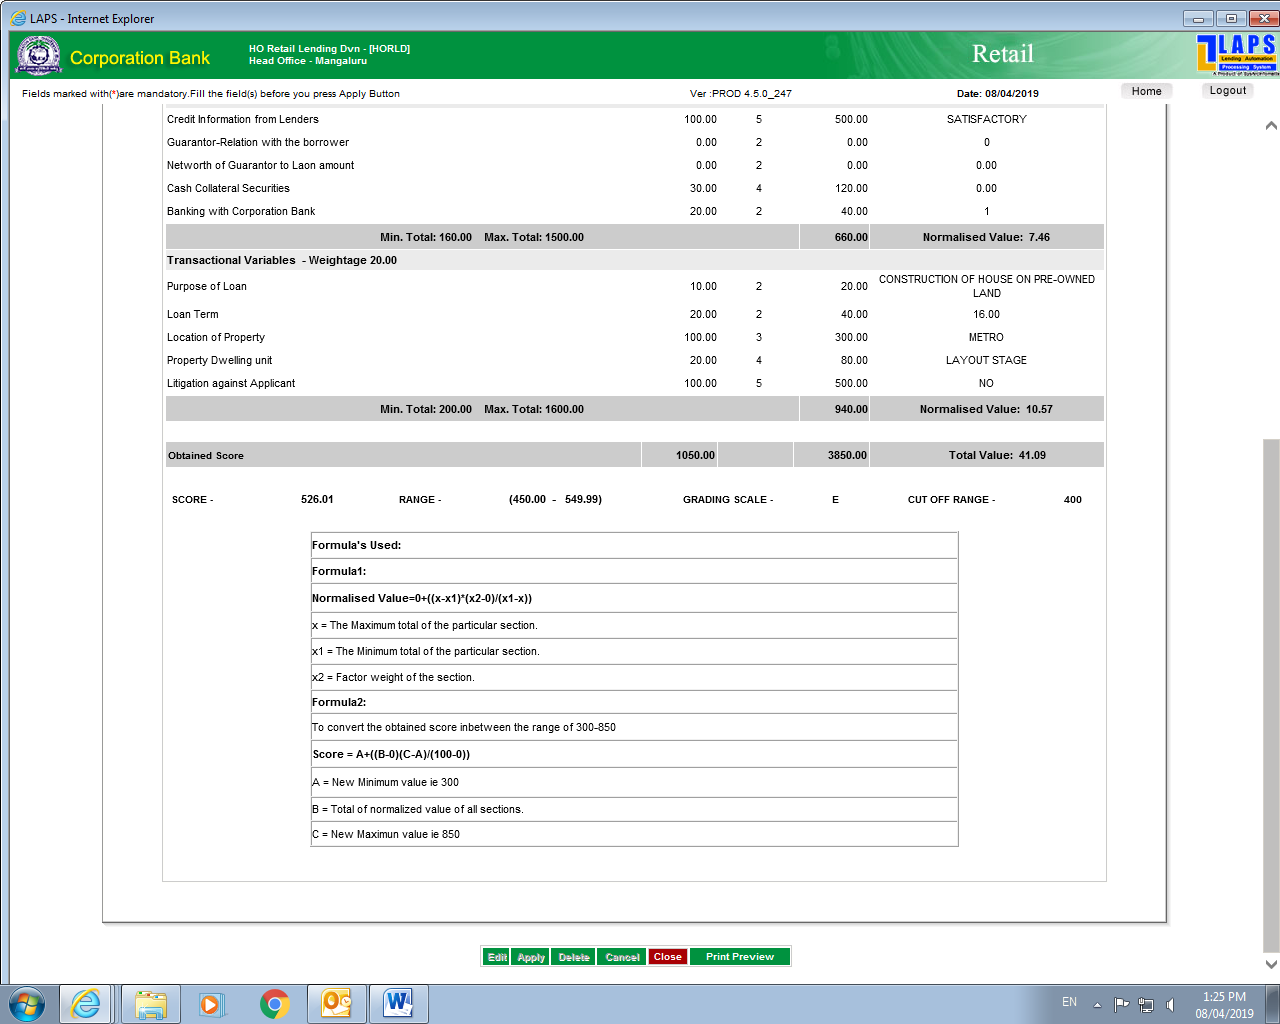 LAPS - Internet Explorer
Corporation Bank
HO Retail Lending Dvn - [HORLD]
Head Office - Mangaluru
Retail
LAPS
Lending Automation
Processing System
Fields marked with(*)are mandatory.Fill the field(s) before you press Apply Button
Ver :PROD 4.5.0_247
Date: 08/04/2019
Home
Logout
Credit Information from Lenders 100.00 5 500.00 SATISFACTORY
Guarantor-Relation with the borrower 0.00 2 0.00 0
Networth of Guarantor to Laon amount 0.00 2 0.00 0.00
Cash Collateral Securities 30.00 4 120.00 0.00
Banking with Corporation Bank 20.00 2 40.00 1
Min. Total: 160.00 Max. Total: 1500.00 660.00 Normalised Value: 7.46
Transactional Variables - Weightage 20.00
Purpose of Loan 10.00 2 20.00 CONSTRUCTION OF HOUSE ON PRE-OWNED
LAND
Loan Term 20.00 2 40.00 16.00
Location of Property 100.00 3 300.00 METRO
Property Dwelling unit 20.00 4 80.00 LAYOUT STAGE
Litigation against Applicant 100.00 5 500.00 NO
Min. Total: 200.00 Max. Total: 1600.00 940.00 Normalised Value: 10.57
Obtained Score 1050.00 3850.00 Total Value: 41.09
SCORE - 526.01 RANGE - (450.00 - 549.99) GRADING SCALE - E CUT OFF RANGE - 400
Formula's Used:
Formula1:
Normalised Value=0+((x-x1)*(x2-0)/(x1-x))
x = The Maximum total of the particular section.
x1 = The Minimum total of the particular section.
x2 = Factor weight of the section.
Formula2:
To convert the obtained score inbetween the range of 300-850
Score = A+((B-0)(C-A)/(100-0))
A = New Minimum value ie 300
B = Total of normalized value of all sections.
C = New Maximun value ie 850
Edit Apply Delete Cancel Close Print Preview
EN
1:25 PM
08/04/2019